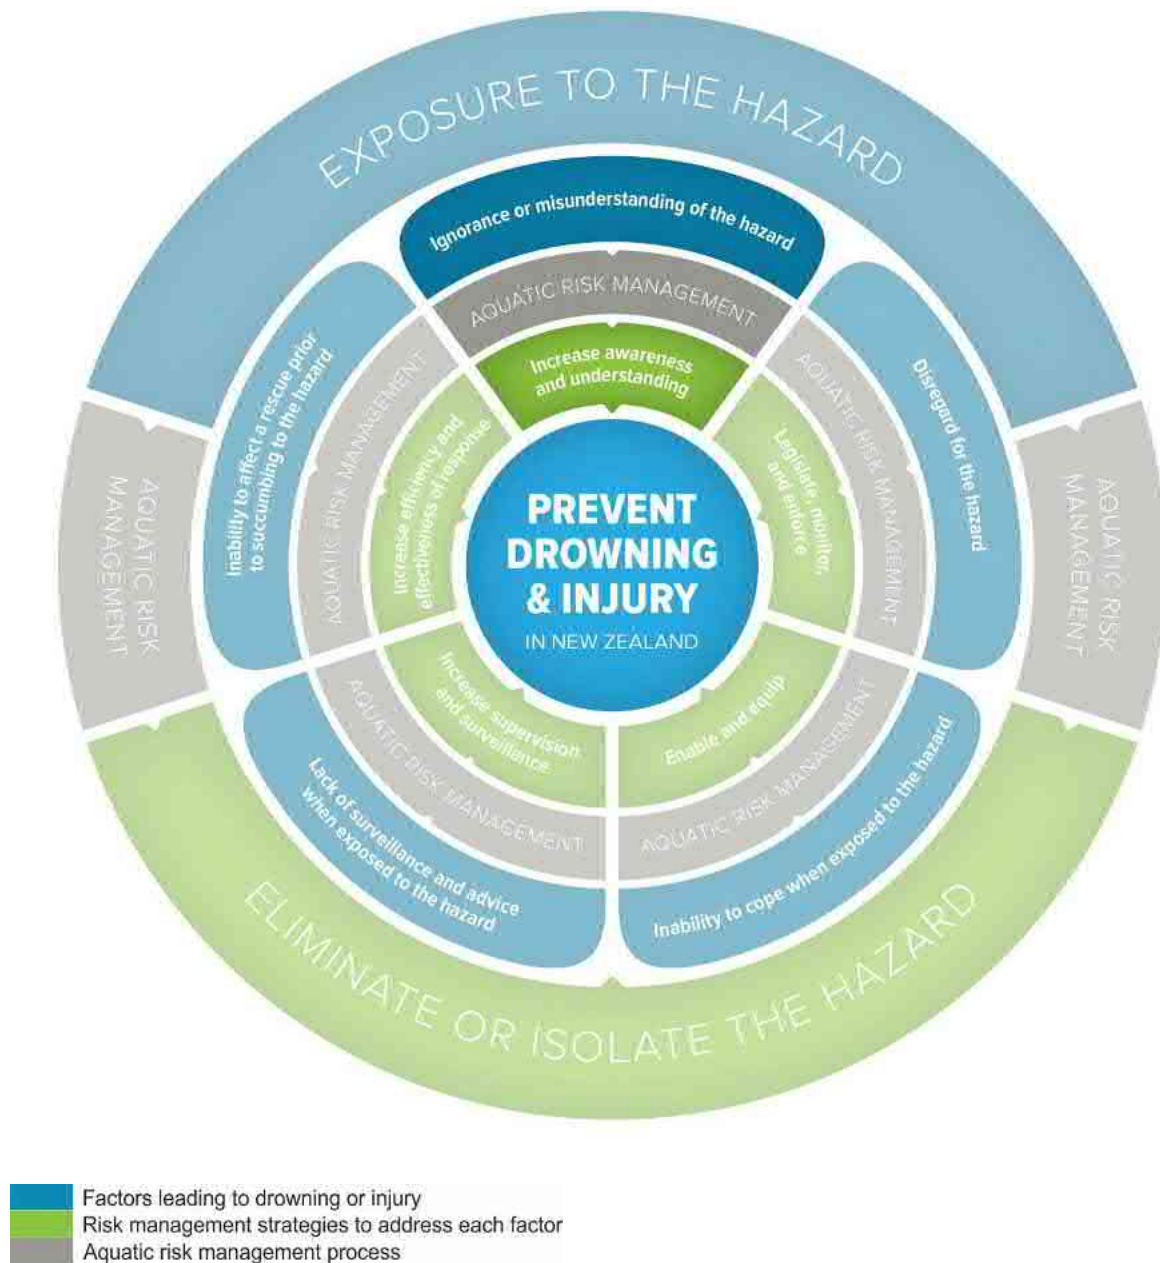 EXPOSURE TO THE HAZARD
Ignorance or misunderstanding of the hazard
AQUATIC RISK MANAGEMENT
Increase awareness
and understanding
Disregard for the hazard
AQUATIC RISK MANAGEMENT
Legislate, monitor,
and enforce
Inability to cope when exposed to the hazard
AQUATIC RISK MANAGEMENT
Enable and equip
Lack of surveillance and advice
when exposed to the hazard
AQUATIC RISK MANAGEMENT
Increase supervision
and surveillance
Inability to affect a rescue prior
to succumbing to the hazard
AQUATIC RISK MANAGEMENT
Increase efficiency and
effectiveness of response
PREVENT
DROWNING
& INJURY
IN NEW ZEALAND
AQUATIC RISK
MANAGEMENT
AQUATIC RISK
MANAGEMENT
ELIMINATE OR ISOLATE THE HAZARD
Factors leading to drowning or injury
Risk management strategies to address each factor
Aquatic risk management process